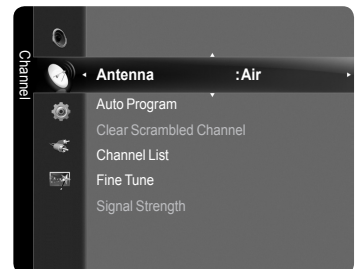 Channel
Antenna :Air
Auto Program
Clear Scrambled Channel
Channel List
Fine Tune
Signal Strength